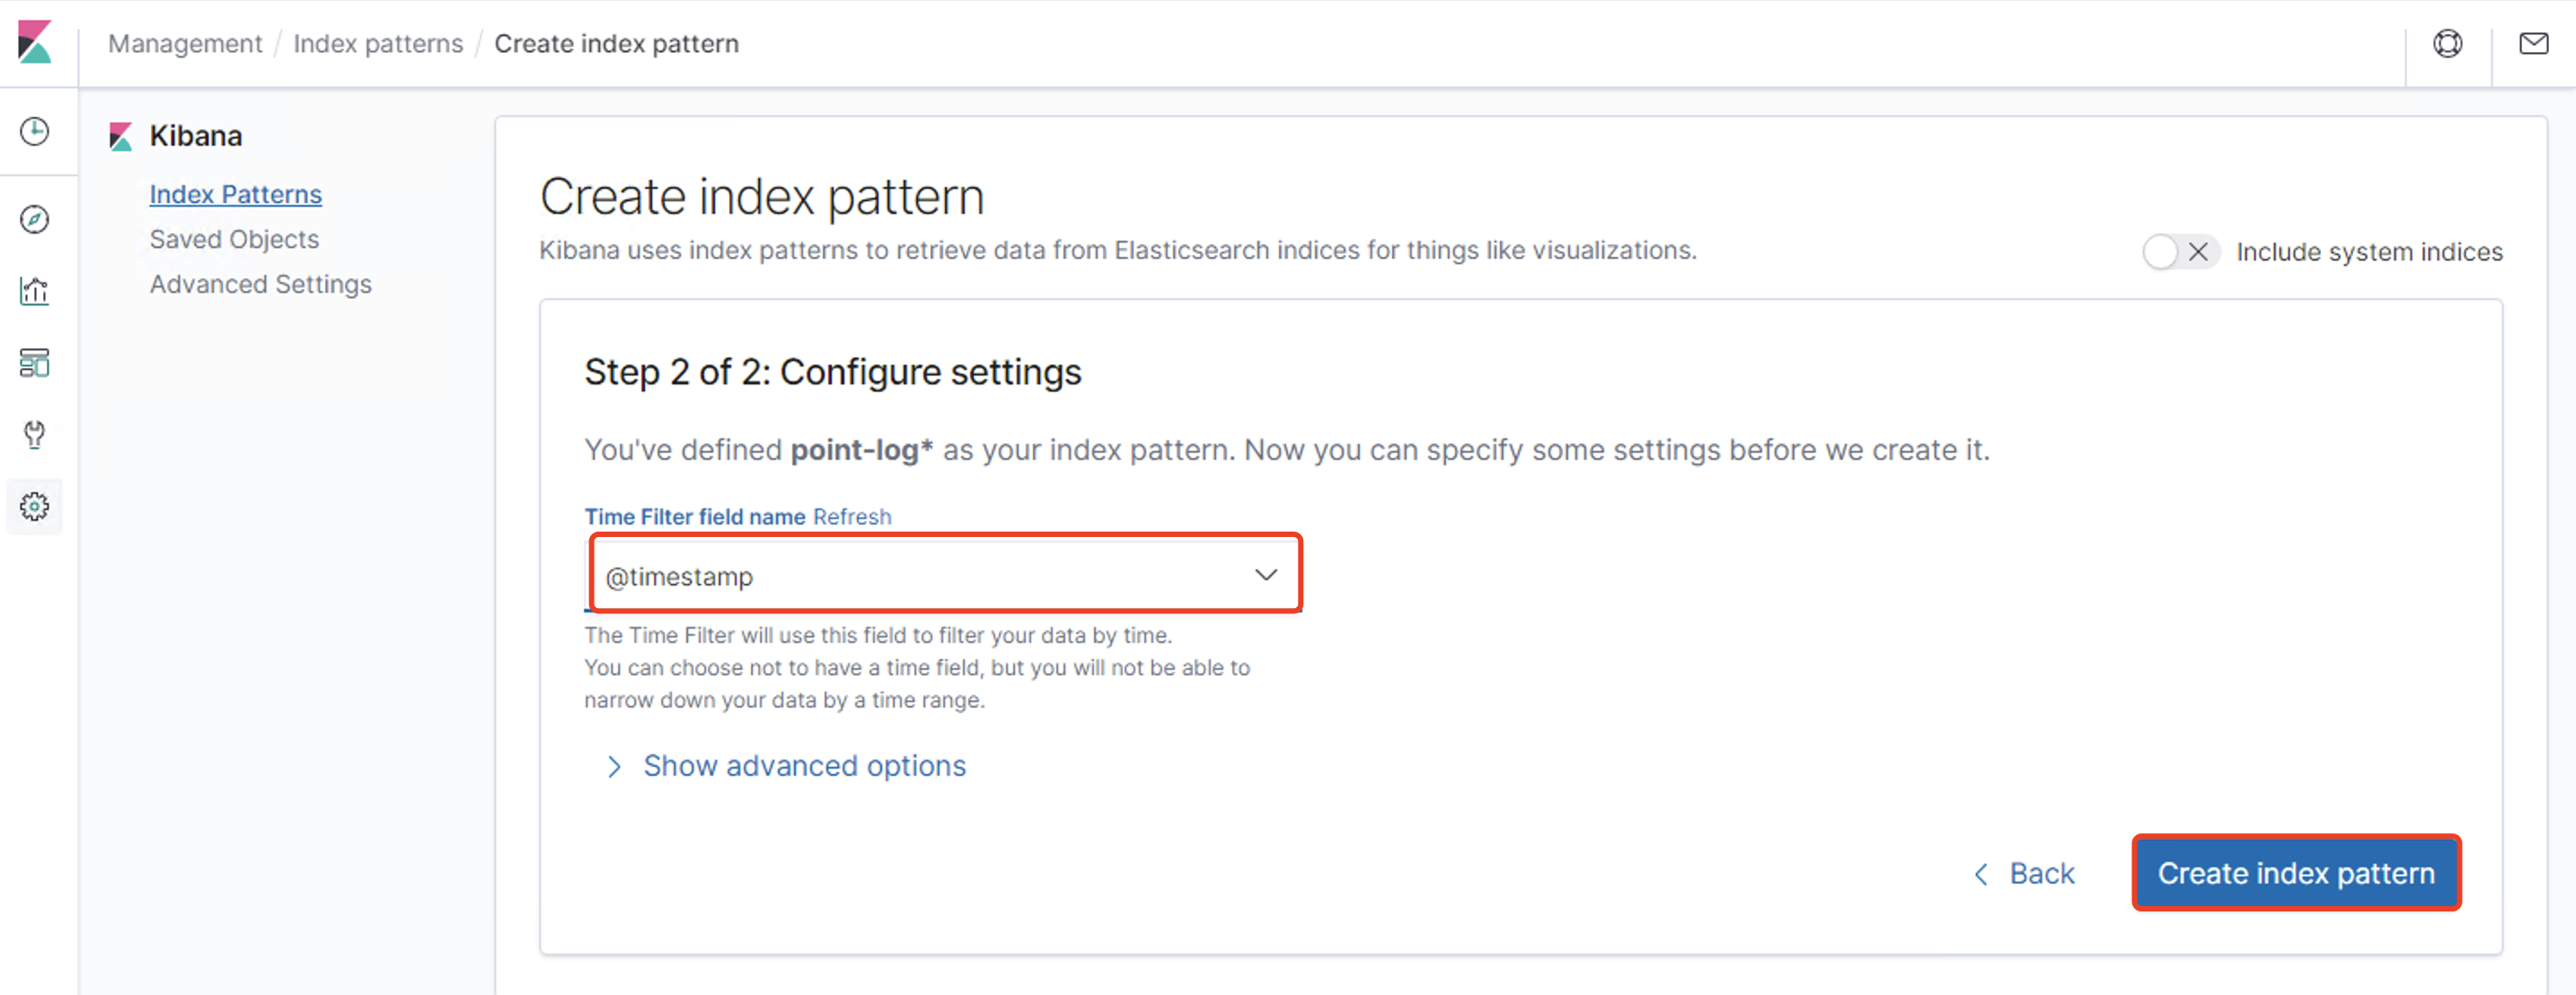 Management / Index patterns / Create index pattern
Kibana
Index Patterns
Saved Objects
Advanced Settings
Create index pattern
Kibana uses index patterns to retrieve data from Elasticsearch indices for things like visualizations.
Include system indices
Step 2 of 2: Configure settings
You've defined point-log* as your index pattern. Now you can specify some settings before we create it.
Time Filter field name Refresh
@timestamp
The Time Filter will use this field to filter your data by time.
You can choose not to have a time field, but you will not be able to
narrow down your data by a time range.
Show advanced options
Back
Create index pattern